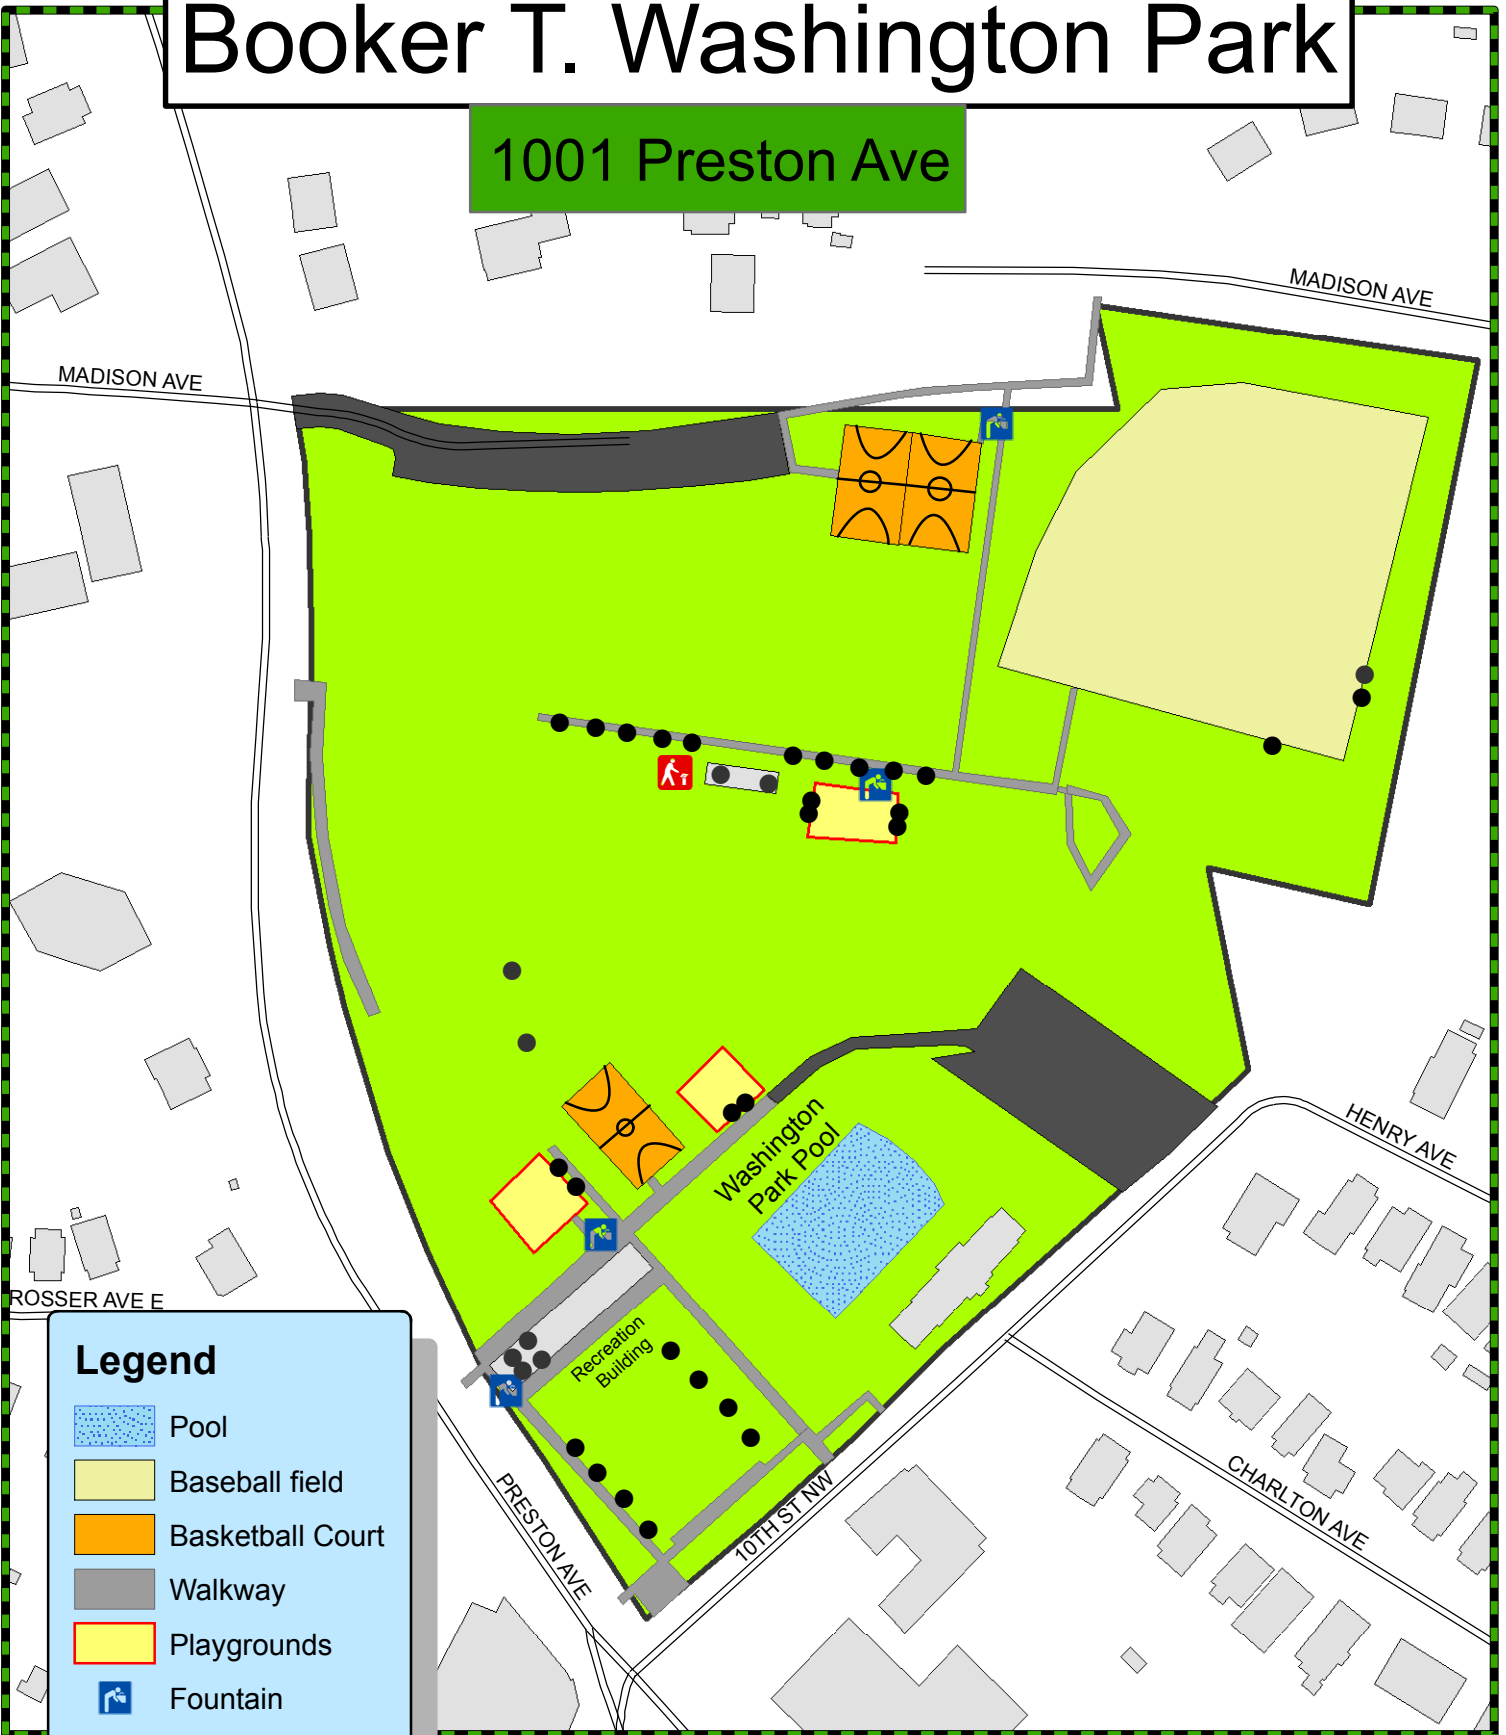 Booker T. Washington Park
1001 Preston Ave
MADISON AVE
MADISON AVE
Washington
Park Pool
HENRY AVE
ROSSER AVE E
Recreation
Building
PRESTON AVE
10TH ST NW
CHARLTON AVE
Legend
Pool
Baseball field
Basketball Court
Walkway
Playgrounds
Fountain